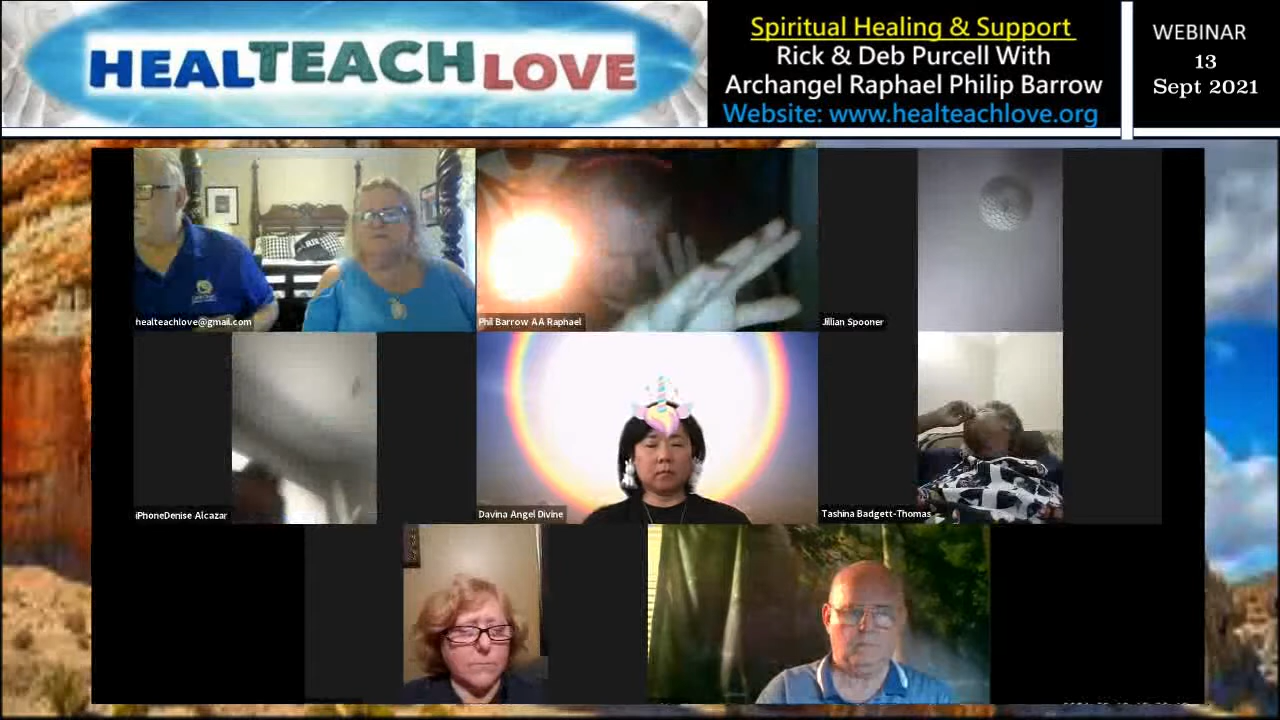 HEALTEACHLOVE
Spiritual Healing & Support
Rick & Deb Purcell With
Archangel Raphael Philip Barrow
Website: www.healteachlove.org
WEBINAR
13
Sept 2021
healteachlove@gmail.com
Phil Barrow AA Raphael
Jillian Spooner
iPhoneDenise Alcazar
Davina Angel Divine
Tashina Badgett-Thomas